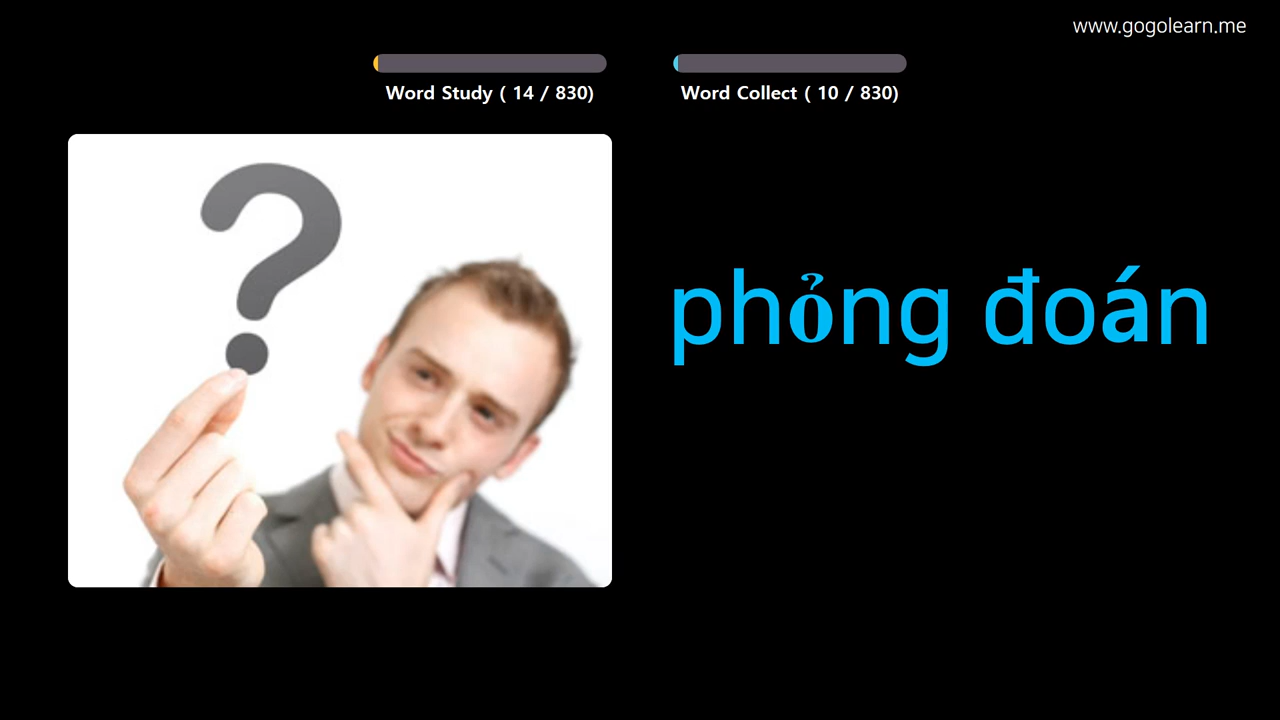 www.gogolearn.me
Word Study ( 14 / 830)
Word Collect ( 10 / 830)
?
phỏng đoán